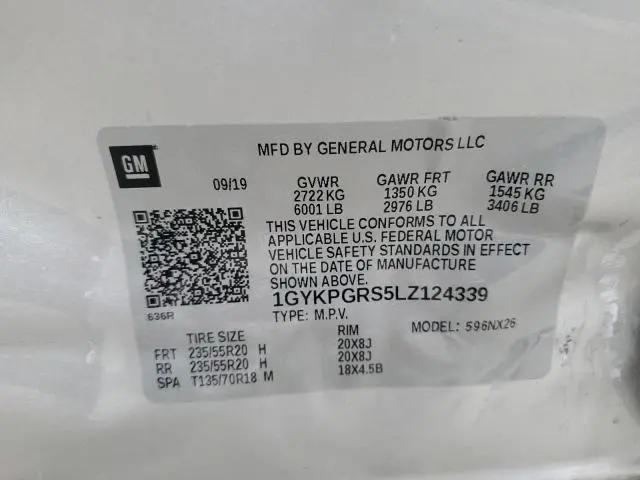 GM
MFD BY GENERAL MOTORS LLC
09/19
GVWR GAWR FRT GAWR RR
2722 KG 1350 KG 1545 KG
6001 LB 2976 LB 3406 LB
THIS VEHICLE CONFORMS TO ALL
APPLICABLE U.S. FEDERAL MOTOR
VEHICLE SAFETY STANDARDS IN EFFECT
ON THE DATE OF MANUFACTURE
SHOWN ABOVE.
1GYKPGRS5LZ124339
636R
TYPE: M.P.V. MODEL: 596NX26
TIRE SIZE RIM
FRT 235/55R20 H 20X8J
RR 235/55R20 H 20X8J
SPA T135/70R18 M 18X4.5B